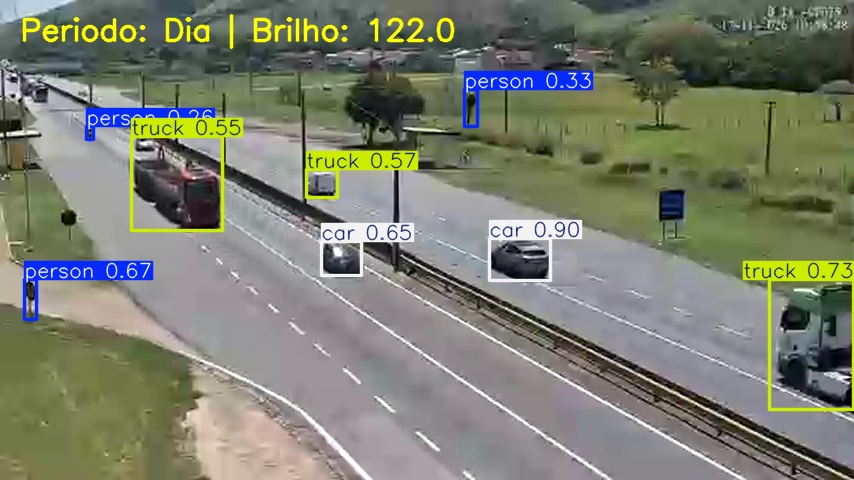 Periodo: Dia | Brilho: 122.0
person 0.33
person 0.26
truck 0.55
truck 0.57
car 0.65
car 0.90
person 0.67
truck 0.73